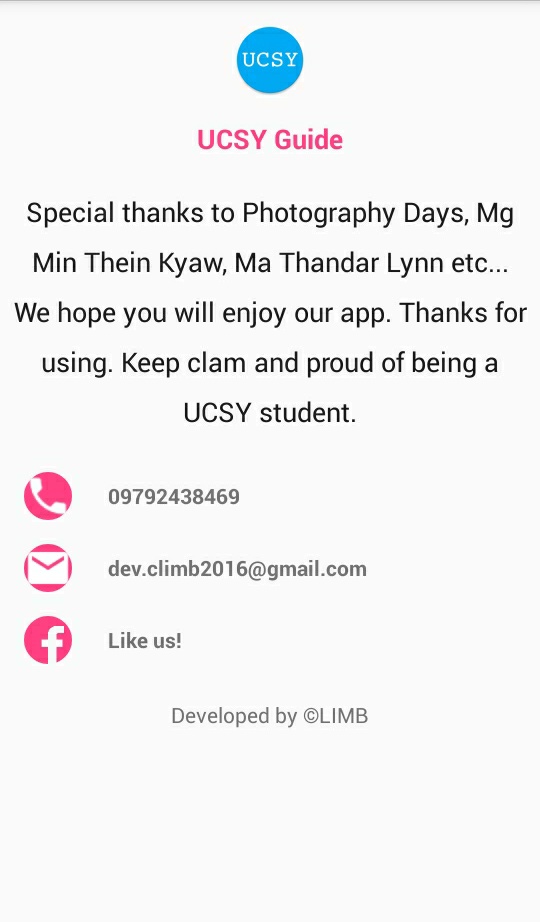 UCSY
UCSY Guide
Special thanks to Photography Days, Mg
Min Thein Kyaw, Ma Thandar Lynn etc...
We hope you will enjoy our app. Thanks for
using. Keep clam and proud of being a
UCSY student.
09792438469
dev.climb2016@gmail.com
Like us!
Developed by ©LIMB